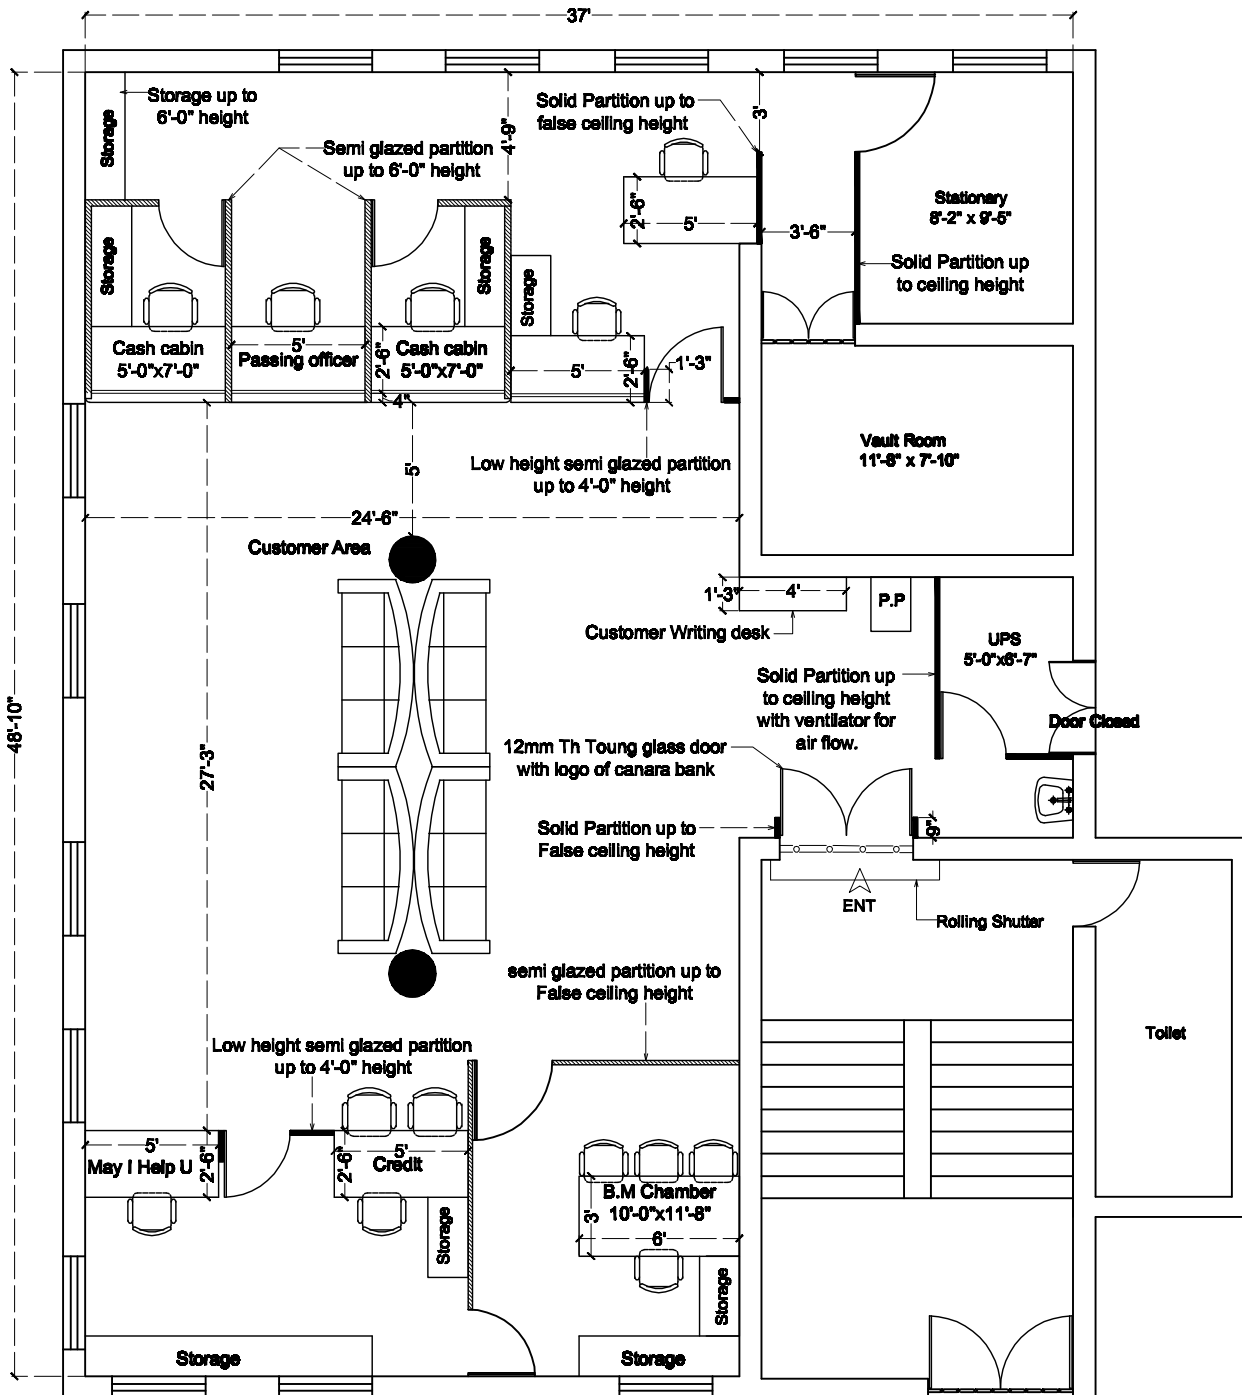 37'
Storage up to
6'-0" height
Storage
Semi glazed partition
up to 6'-0" height
4'-9"
Solid Partition up to
false ceiling height
3'
2'-6"
5'
3'-6"
Stationary
8'-2" x 9'-5"
Solid Partition up
to ceiling height
Storage
Storage
Storage
Cash cabin
5'-0"x7'-0"
5'
Passing officer
2'-6"
Cash cabin
5'-0"x7'-0"
4"
5'
2'-6"
1'-3"
Vault Room
11'-8" x 7'-10"
Low height semi glazed partition
up to 4'-0" height
5'
24'-6"
Customer Area
1'-3"
4'
P.P
Customer Writing desk
UPS
5'-0"x6'-7"
Solid Partition up
to ceiling height
with ventilator for
air flow.
Door Closed
48'-10"
27'-3"
12mm Th Toung glass door
with logo of canara bank
Solid Partition up to
False ceiling height
9"
ENT
Rolling Shutter
semi glazed partition up to
False ceiling height
Toilet
Low height semi glazed partition
up to 4'-0" height
5'
May I Help U
2'-6"
2'-6"
5'
Credit
B.M Chamber
10'-0"x11'-8"
3'
6'
Storage
Storage
Storage
Storage